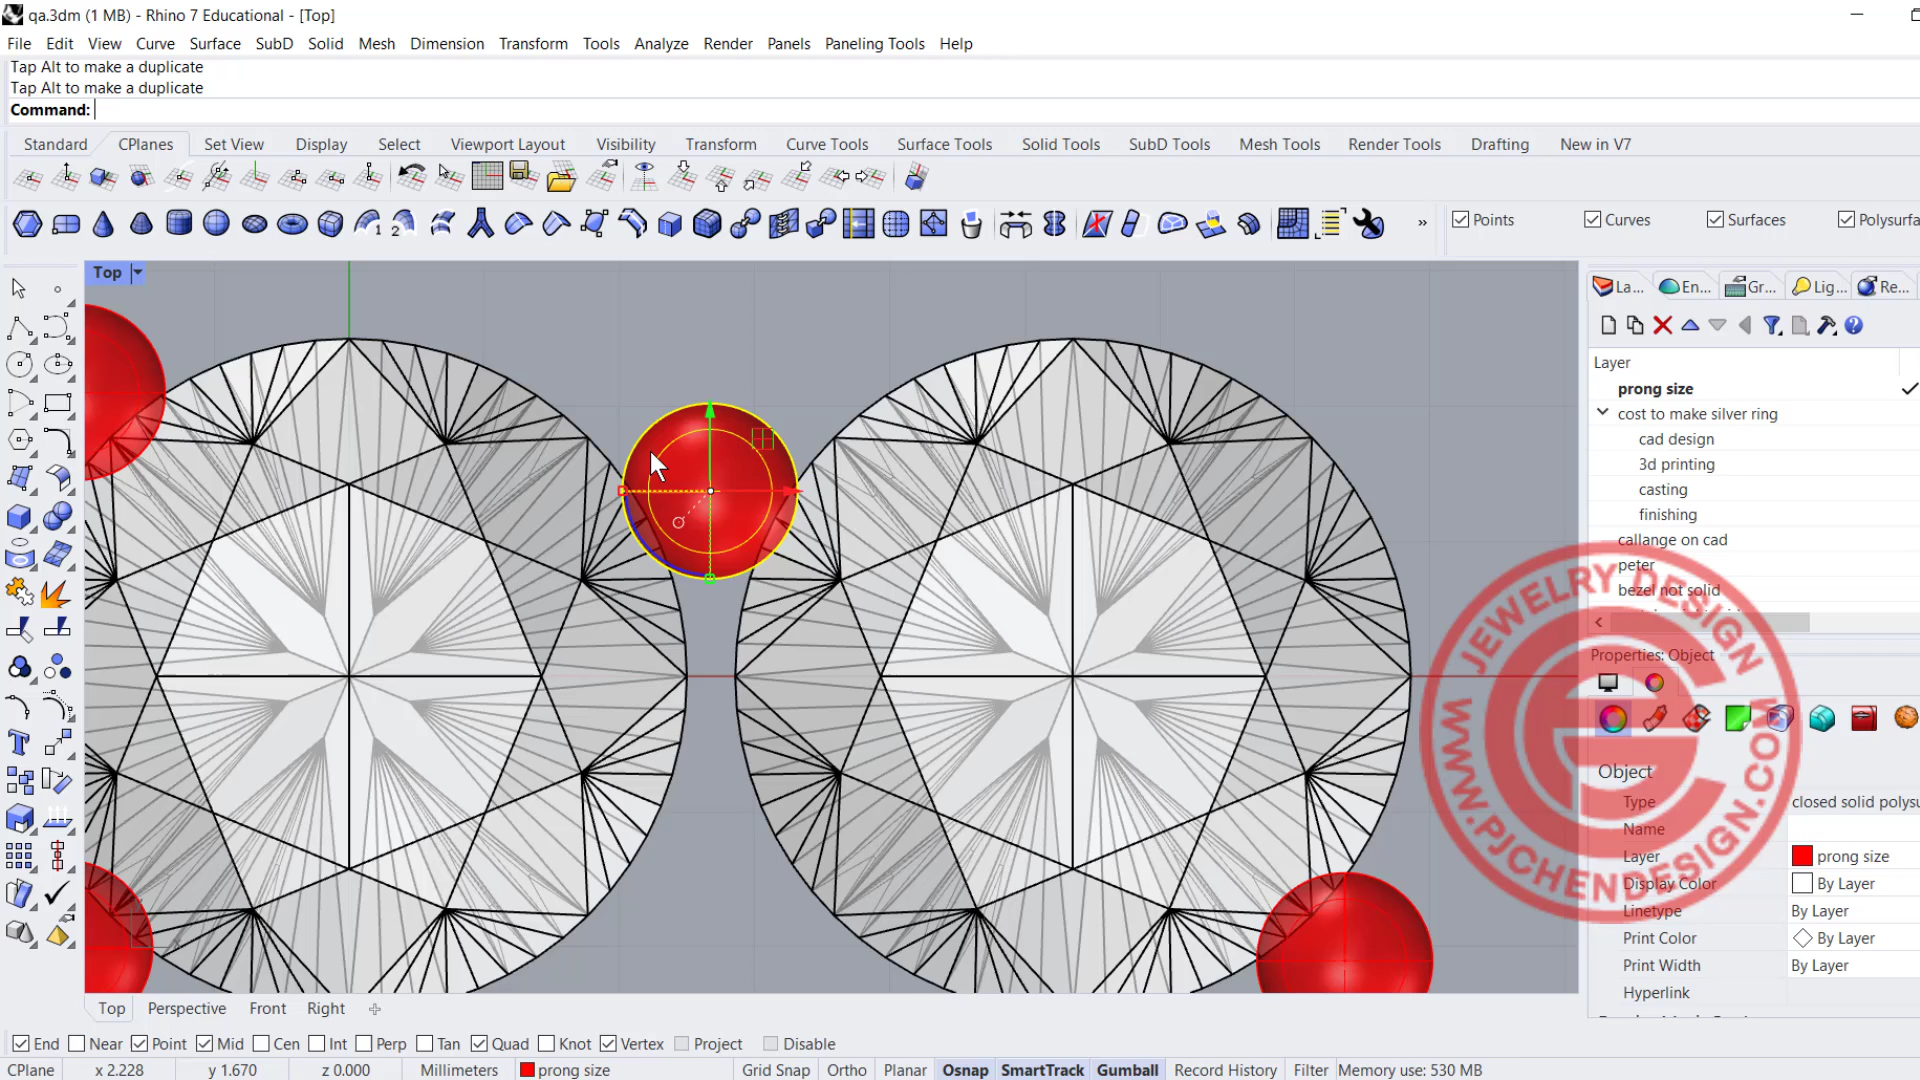 qa.3dm (1 MB) - Rhino 7 Educational - [Top]
File Edit View Curve Surface SubD Solid Mesh Dimension Transform Tools Analyze Render Panels Paneling Tools Help
Tap Alt to make a duplicate
Tap Alt to make a duplicate
Command:
Standard CPlanes Set View Display Select Viewport Layout Visibility Transform Curve Tools Surface Tools Solid Tools SubD Tools Mesh Tools Render Tools Drafting New in V7
1 2 » Points Curves Surfaces Polysurfa
Top
La... En... Gr... Lig... Re...
Layer
prong size
cost to make silver ring
cad design
3d printing
casting
finishing
callange on cad
peter
bezel not solid
Properties: Object
Object
Type closed solid polysu
Name
Layer prong size
Display Color By Layer
Linetype By Layer
Print Color By Layer
Print Width By Layer
Hyperlink
JEWELRY DESIGN
WWW.PJCHENDESIGN.COM
Top Perspective Front Right
End Near Point Mid Cen Int Perp Tan Quad Knot Vertex Project Disable
CPlane x 2.228 y 1.670 z 0.000 Millimeters prong size Grid Snap Ortho Planar Osnap SmartTrack Gumball Record History Filter Memory use: 530 MB